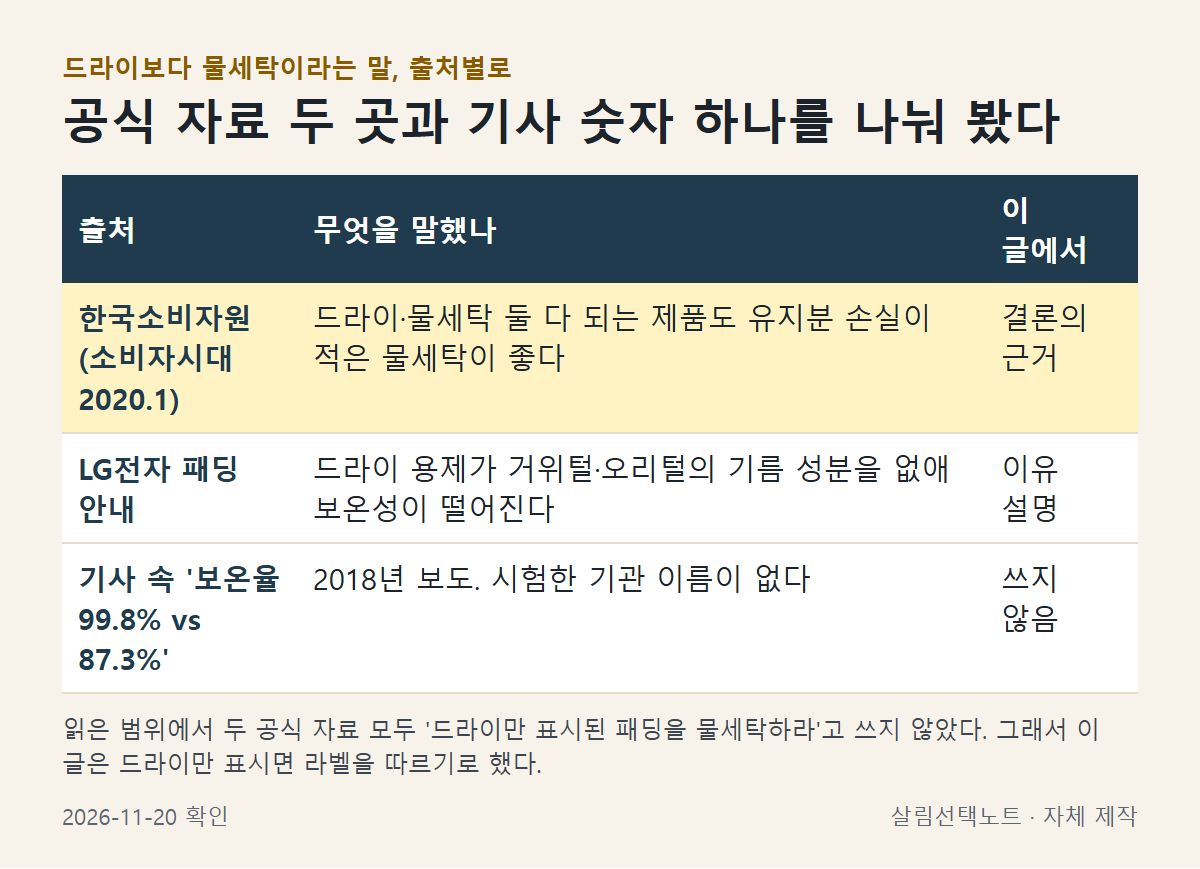 드라이보다 물세탁이라는 말, 출처별로
공식 자료 두 곳과 기사 숫자 하나를 나눠 봤다
출처
무엇을 말했나
이
글에서
한국소비자원
(소비자시대
2020.1)
드라이·물세탁 둘 다 되는 제품도 유지분 손실이
적은 물세탁이 좋다
결론의
근거
LG전자 패딩
안내
드라이 용제가 거위털·오리털의 기름 성분을 없애
보온성이 떨어진다
이유
설명
기사 속 '보온율
99.8% vs
87.3%'
2018년 보도. 시험한 기관 이름이 없다
쓰지
않음
읽은 범위에서 두 공식 자료 모두 '드라이만 표시된 패딩을 물세탁하라'고 쓰지 않았다. 그래서 이
글은 드라이만 표시면 라벨을 따르기로 했다.
2026-11-20 확인
살림선택노트 · 자체 제작